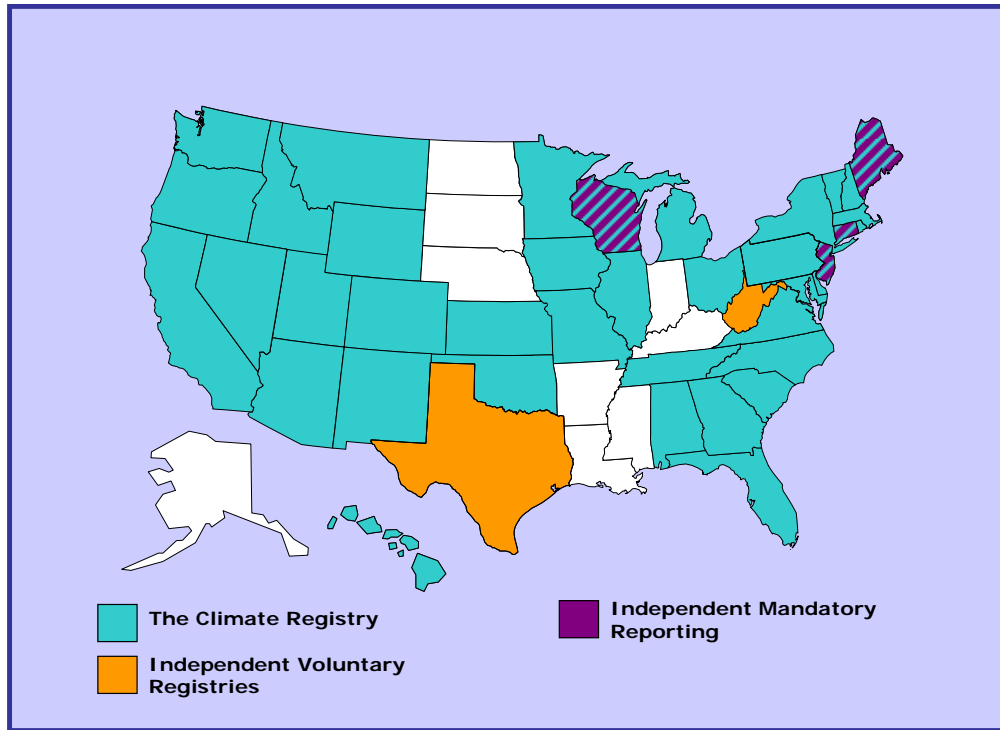 The Climate Registry
Independent Voluntary
Registries
Independent Mandatory
Reporting